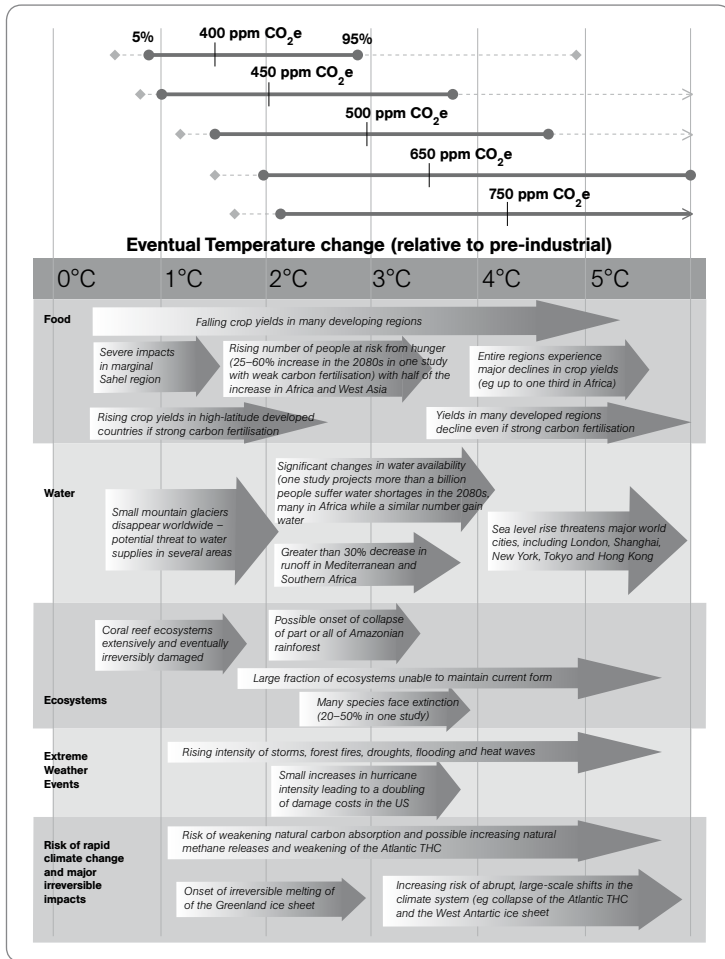 5%
400 ppm CO2e
95%
450 ppm CO2e
500 ppm CO2e
650 ppm CO2e
750 ppm CO2e
Eventual Temperature change (relative to pre-industrial)
0°C 1°C 2°C 3°C 4°C 5°C
Food
Falling crop yields in many developing regions
Severe impacts
in marginal
Sahel region
Rising number of people at risk from hunger
(25–60% increase in the 2080s in one study
with weak carbon fertilisation) with half of the
increase in Africa and West Asia
Entire regions experience
major declines in crop yields
(eg up to one third in Africa)
Rising crop yields in high-latitude developed
countries if strong carbon fertilisation
Yields in many developed regions
decline even if strong carbon fertilisation
Water
Small mountain glaciers
disappear worldwide –
potential threat to water
supplies in several areas
Significant changes in water availability
(one study projects more than a billion
people suffer water shortages in the 2080s,
many in Africa while a similar number gain
water
Greater than 30% decrease in
runoff in Mediterranean and
Southern Africa
Sea level rise threatens major world
cities, including London, Shanghai,
New York, Tokyo and Hong Kong
Ecosystems
Coral reef ecosystems
extensively and eventually
irreversibly damaged
Possible onset of collapse
of part or all of Amazonian
rainforest
Large fraction of ecosystems unable to maintain current form
Many species face extinction
(20–50% in one study)
Extreme
Weather
Events
Rising intensity of storms, forest fires, droughts, flooding and heat waves
Small increases in hurricane
intensity leading to a doubling
of damage costs in the US
Risk of rapid
climate change
and major
irreversible
impacts
Risk of weakening natural carbon absorption and possible increasing natural
methane releases and weakening of the Atlantic THC
Onset of irreversible melting of
of the Greenland ice sheet
Increasing risk of abrupt, large-scale shifts in the
climate system (eg collapse of the Atlantic THC
and the West Antartic ice sheet